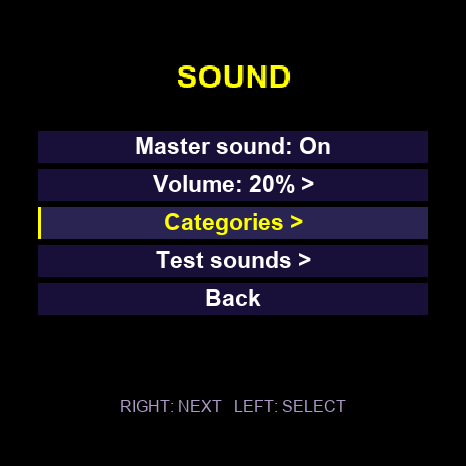 SOUND
Master sound: On
Volume: 20% >
Categories >
Test sounds >
Back
RIGHT: NEXT LEFT: SELECT